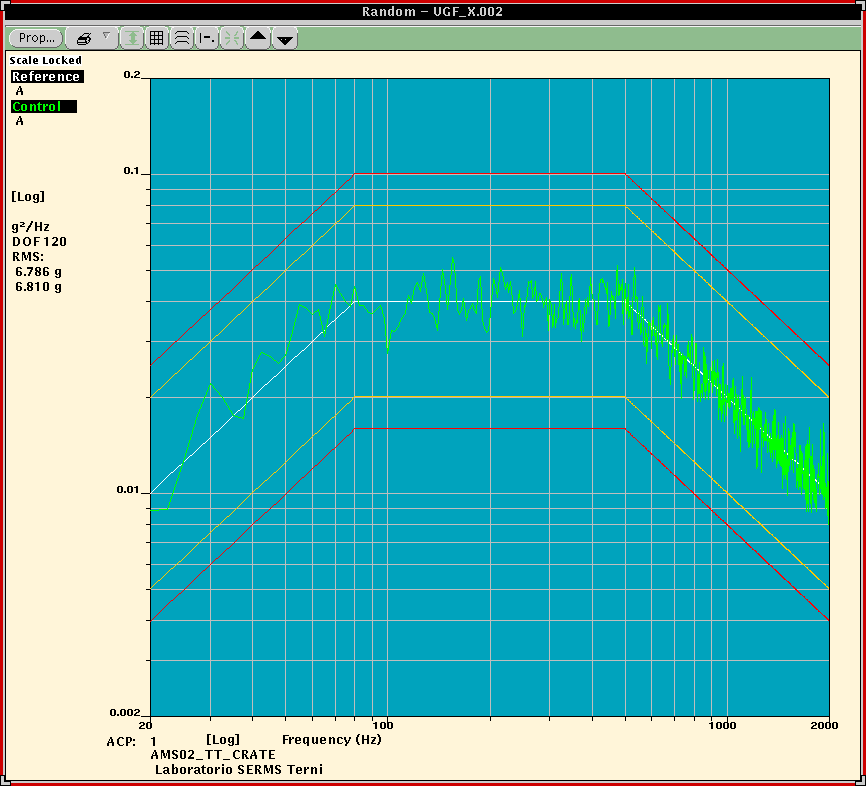 Random – UGF_X.002
Prop...
Scale Locked
Reference
A
Control
A
[Log]
g²/Hz
DOF 120
RMS:
6.786 g
6.810 g
0.2
0.1
0.01
0.002
20 100 1000 2000
ACP: 1 [Log] Frequency (Hz)
AMS02_TT_CRATE
Laboratorio SERMS Terni